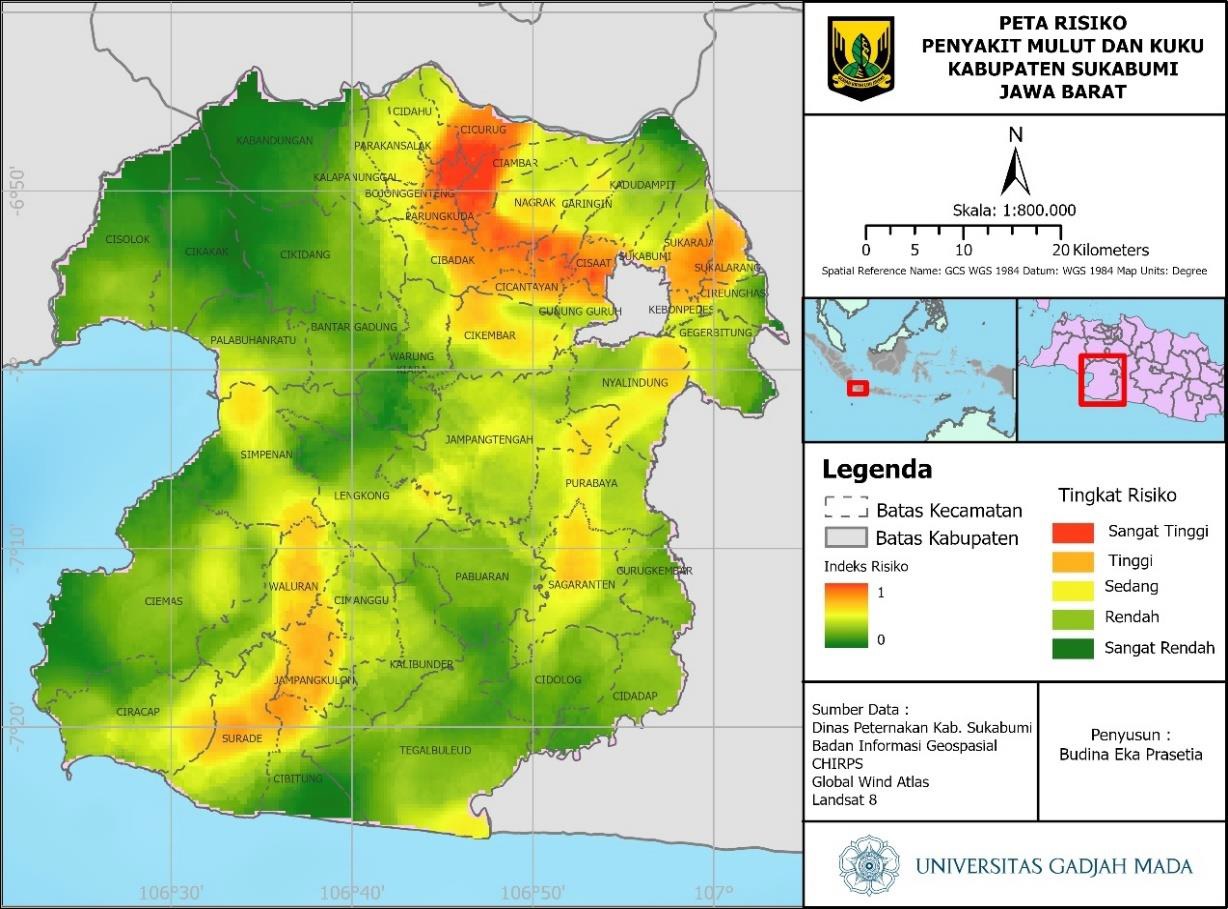 PETA RISIKO
PENYAKIT MULUT DAN KUKU
KABUPATEN SUKABUMI
JAWA BARAT
N
Skala: 1:800.000
0 5 10 20 Kilometers
Spatial Reference Name: GCS WGS 1984 Datum: WGS 1984 Map Units: Degree
Legenda
Batas Kecamatan
Batas Kabupaten
Indeks Risiko
1
0
Tingkat Risiko
Sangat Tinggi
Tinggi
Sedang
Rendah
Sangat Rendah
Sumber Data :
Dinas Peternakan Kab. Sukabumi
Badan Informasi Geospasial
CHIRPS
Global Wind Atlas
Landsat 8
Penyusun :
Budina Eka Prasetia
UNIVERSITAS GADJAH MADA
CIDAHU
CICURUG
KABANDUNGAN
PARAKANSALAK
CIAMBAR
KALAPANUNGGAL
KADUDAMPIT
BOJONGGENTENG
NAGRAK
CARINGIN
PARUNGKUDA
CISOLOK
CIKAKAK
CIKIDANG
CIBADAK
CISAAT
SUKABUMI
SUKARAJA
SUKALARANG
CICANTAYAN
CIREUNGHAS
GUNUNG GURUH
KEBONPEDES
BANTAR GADUNG
CIKEMBAR
GEGERBITUNG
PALABUHANRATU
WARUNG
KIARA
NYALINDUNG
JAMPANGTENGAH
SIMPENAN
LENGKONG
PURABAYA
PABUARAN
CURUGKEMBAR
WALURAN
SAGARANTEN
CIEMAS
CIMANGGU
KALIBUNDER
JAMPANGKULON
CIDOLOG
CIDADAP
CIRACAP
SURADE
TEGALBULEUD
CIBITUNG
-6°50'
-7°
-7°10'
-7°20'
106°30'
106°40'
106°50'
107°